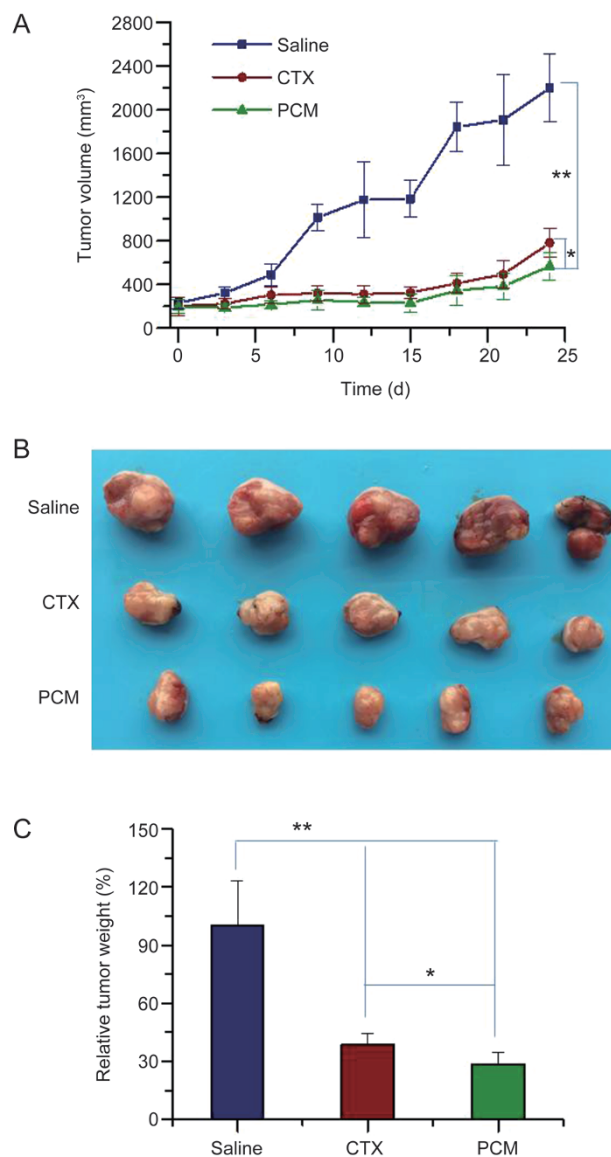 A
2800
2400
2000
1600
1200
800
400
0
Tumor volume (mm³)
Saline
CTX
PCM
**
*
0 5 10 15 20 25
Time (d)
B
Saline
CTX
PCM
C
150
120
90
60
30
0
Relative tumor weight (%)
**
*
Saline CTX PCM